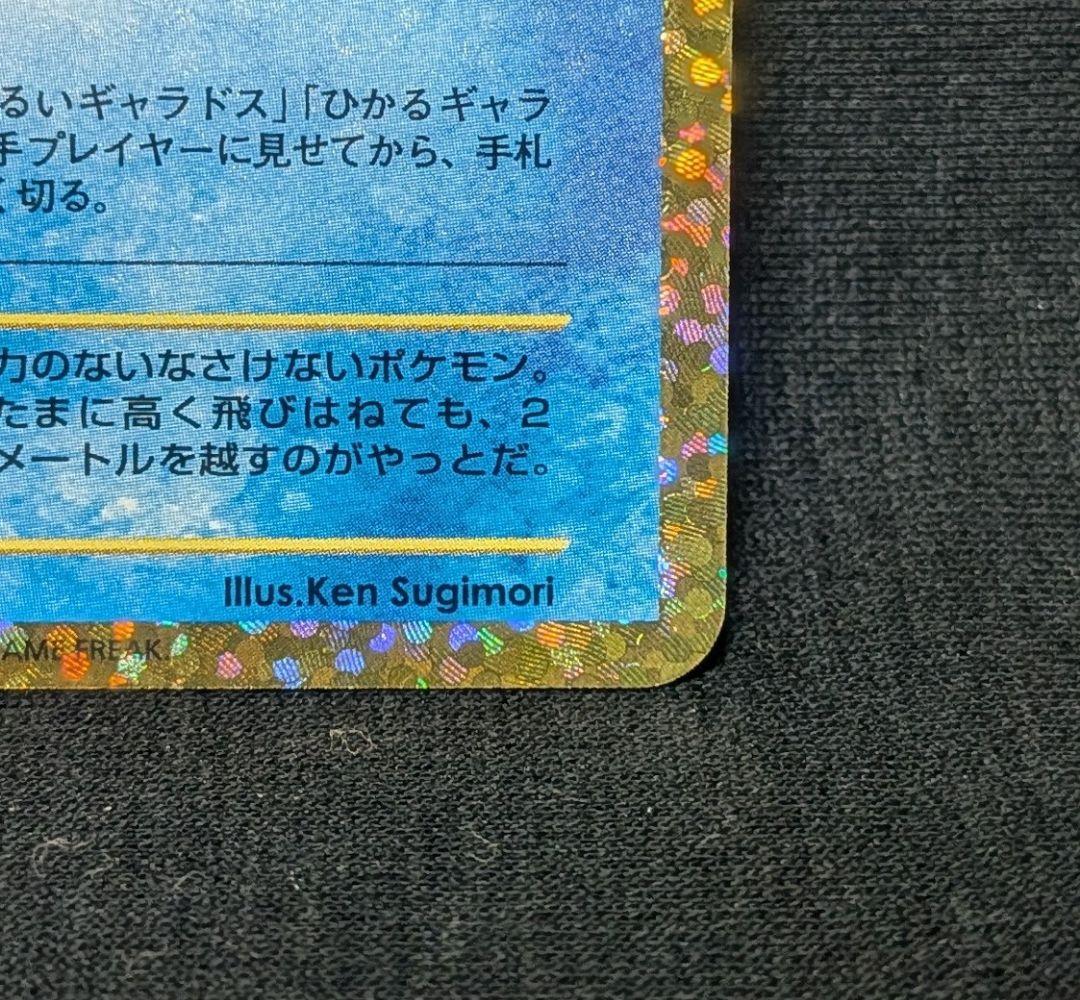 るいギャラドス」「ひかるギャラ
手プレイヤーに見せてから、手札
く切る。
力のないなさけないポケモン。
たまに高く飛びはねても、2
メートルを越すのがやっとだ。
Illus.Ken Sugimori
AME FREAK.